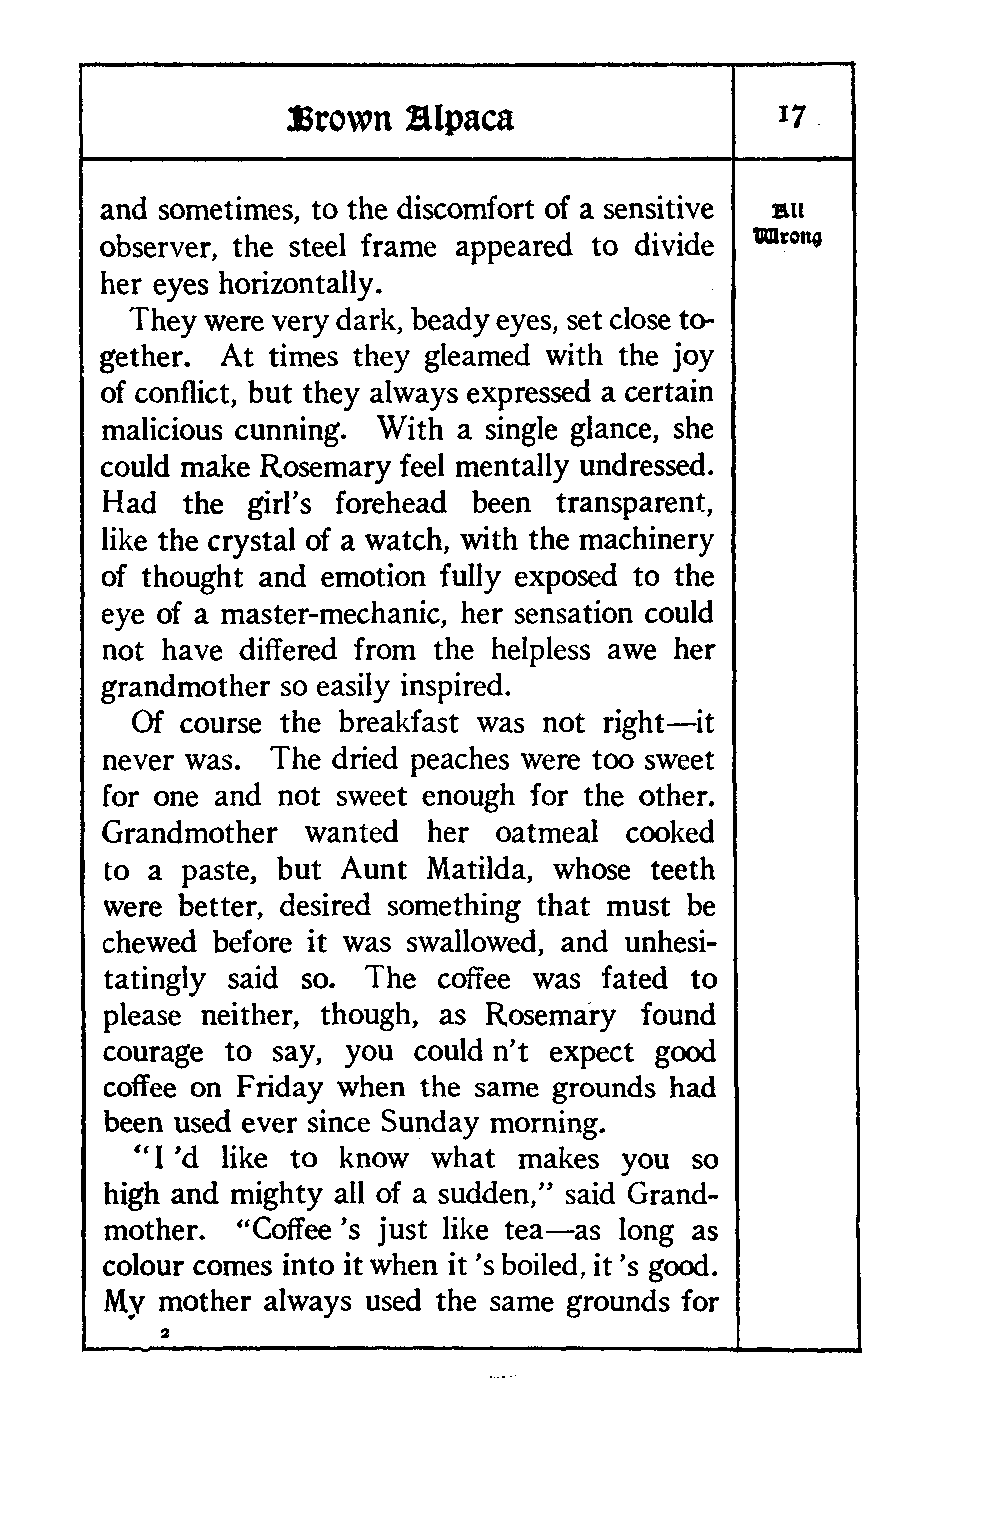 Brown Alpaca
17
All
Wrong
and sometimes, to the discomfort of a sensitive
observer, the steel frame appeared to divide
her eyes horizontally.
They were very dark, beady eyes, set close to-
gether. At times they gleamed with the joy
of conflict, but they always expressed a certain
malicious cunning. With a single glance, she
could make Rosemary feel mentally undressed.
Had the girl's forehead been transparent,
like the crystal of a watch, with the machinery
of thought and emotion fully exposed to the
eye of a master-mechanic, her sensation could
not have differed from the helpless awe her
grandmother so easily inspired.
Of course the breakfast was not right—it
never was. The dried peaches were too sweet
for one and not sweet enough for the other.
Grandmother wanted her oatmeal cooked
to a paste, but Aunt Matilda, whose teeth
were better, desired something that must be
chewed before it was swallowed, and unhesi-
tatingly said so. The coffee was fated to
please neither, though, as Rosemary found
courage to say, you could n't expect good
coffee on Friday when the same grounds had
been used ever since Sunday morning.
"I 'd like to know what makes you so
high and mighty all of a sudden," said Grand-
mother. "Coffee 's just like tea—as long as
colour comes into it when it 's boiled, it 's good.
My mother always used the same grounds for
2